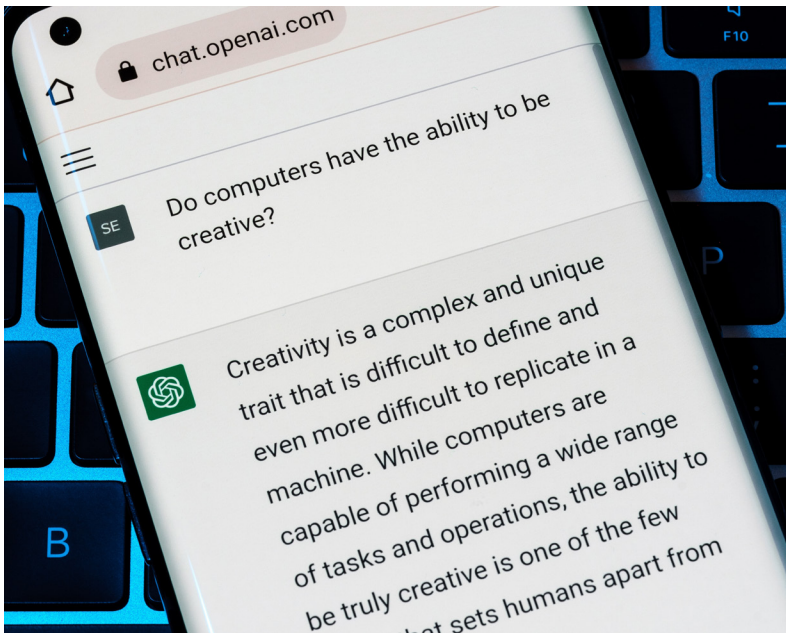 chat.openai.com
F10
Do computers have the ability to be
creative?
SE
P
Creativity is a complex and unique
trait that is difficult to define and
even more difficult to replicate in a
machine. While computers are
capable of performing a wide range
of tasks and operations, the ability to
be truly creative is one of the few
sets humans apart from
B